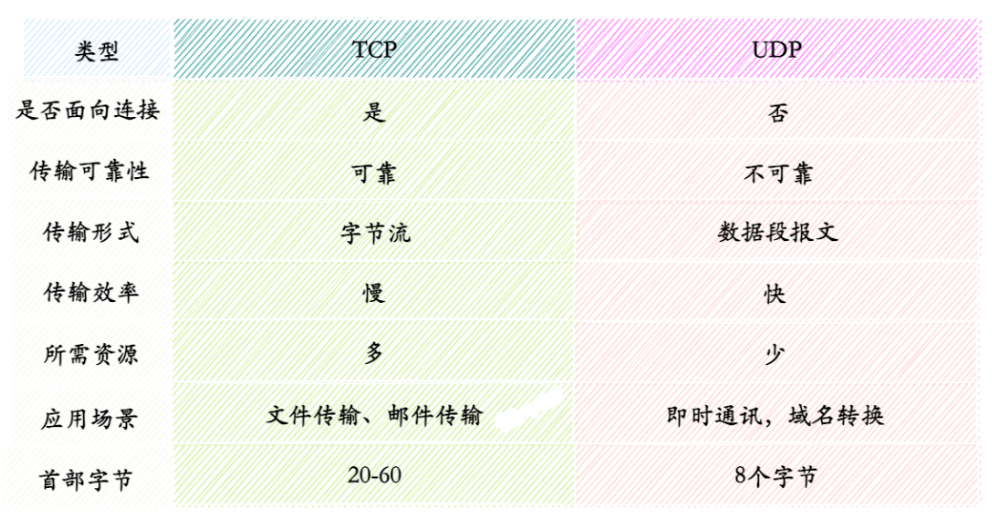 类型 TCP UDP
是否面向连接 是 否
传输可靠性 可靠 不可靠
传输形式 字节流 数据段报文
传输效率 慢 快
所需资源 多 少
应用场景 文件传输、邮件传输 即时通讯，域名转换
首部字节 20-60 8个字节